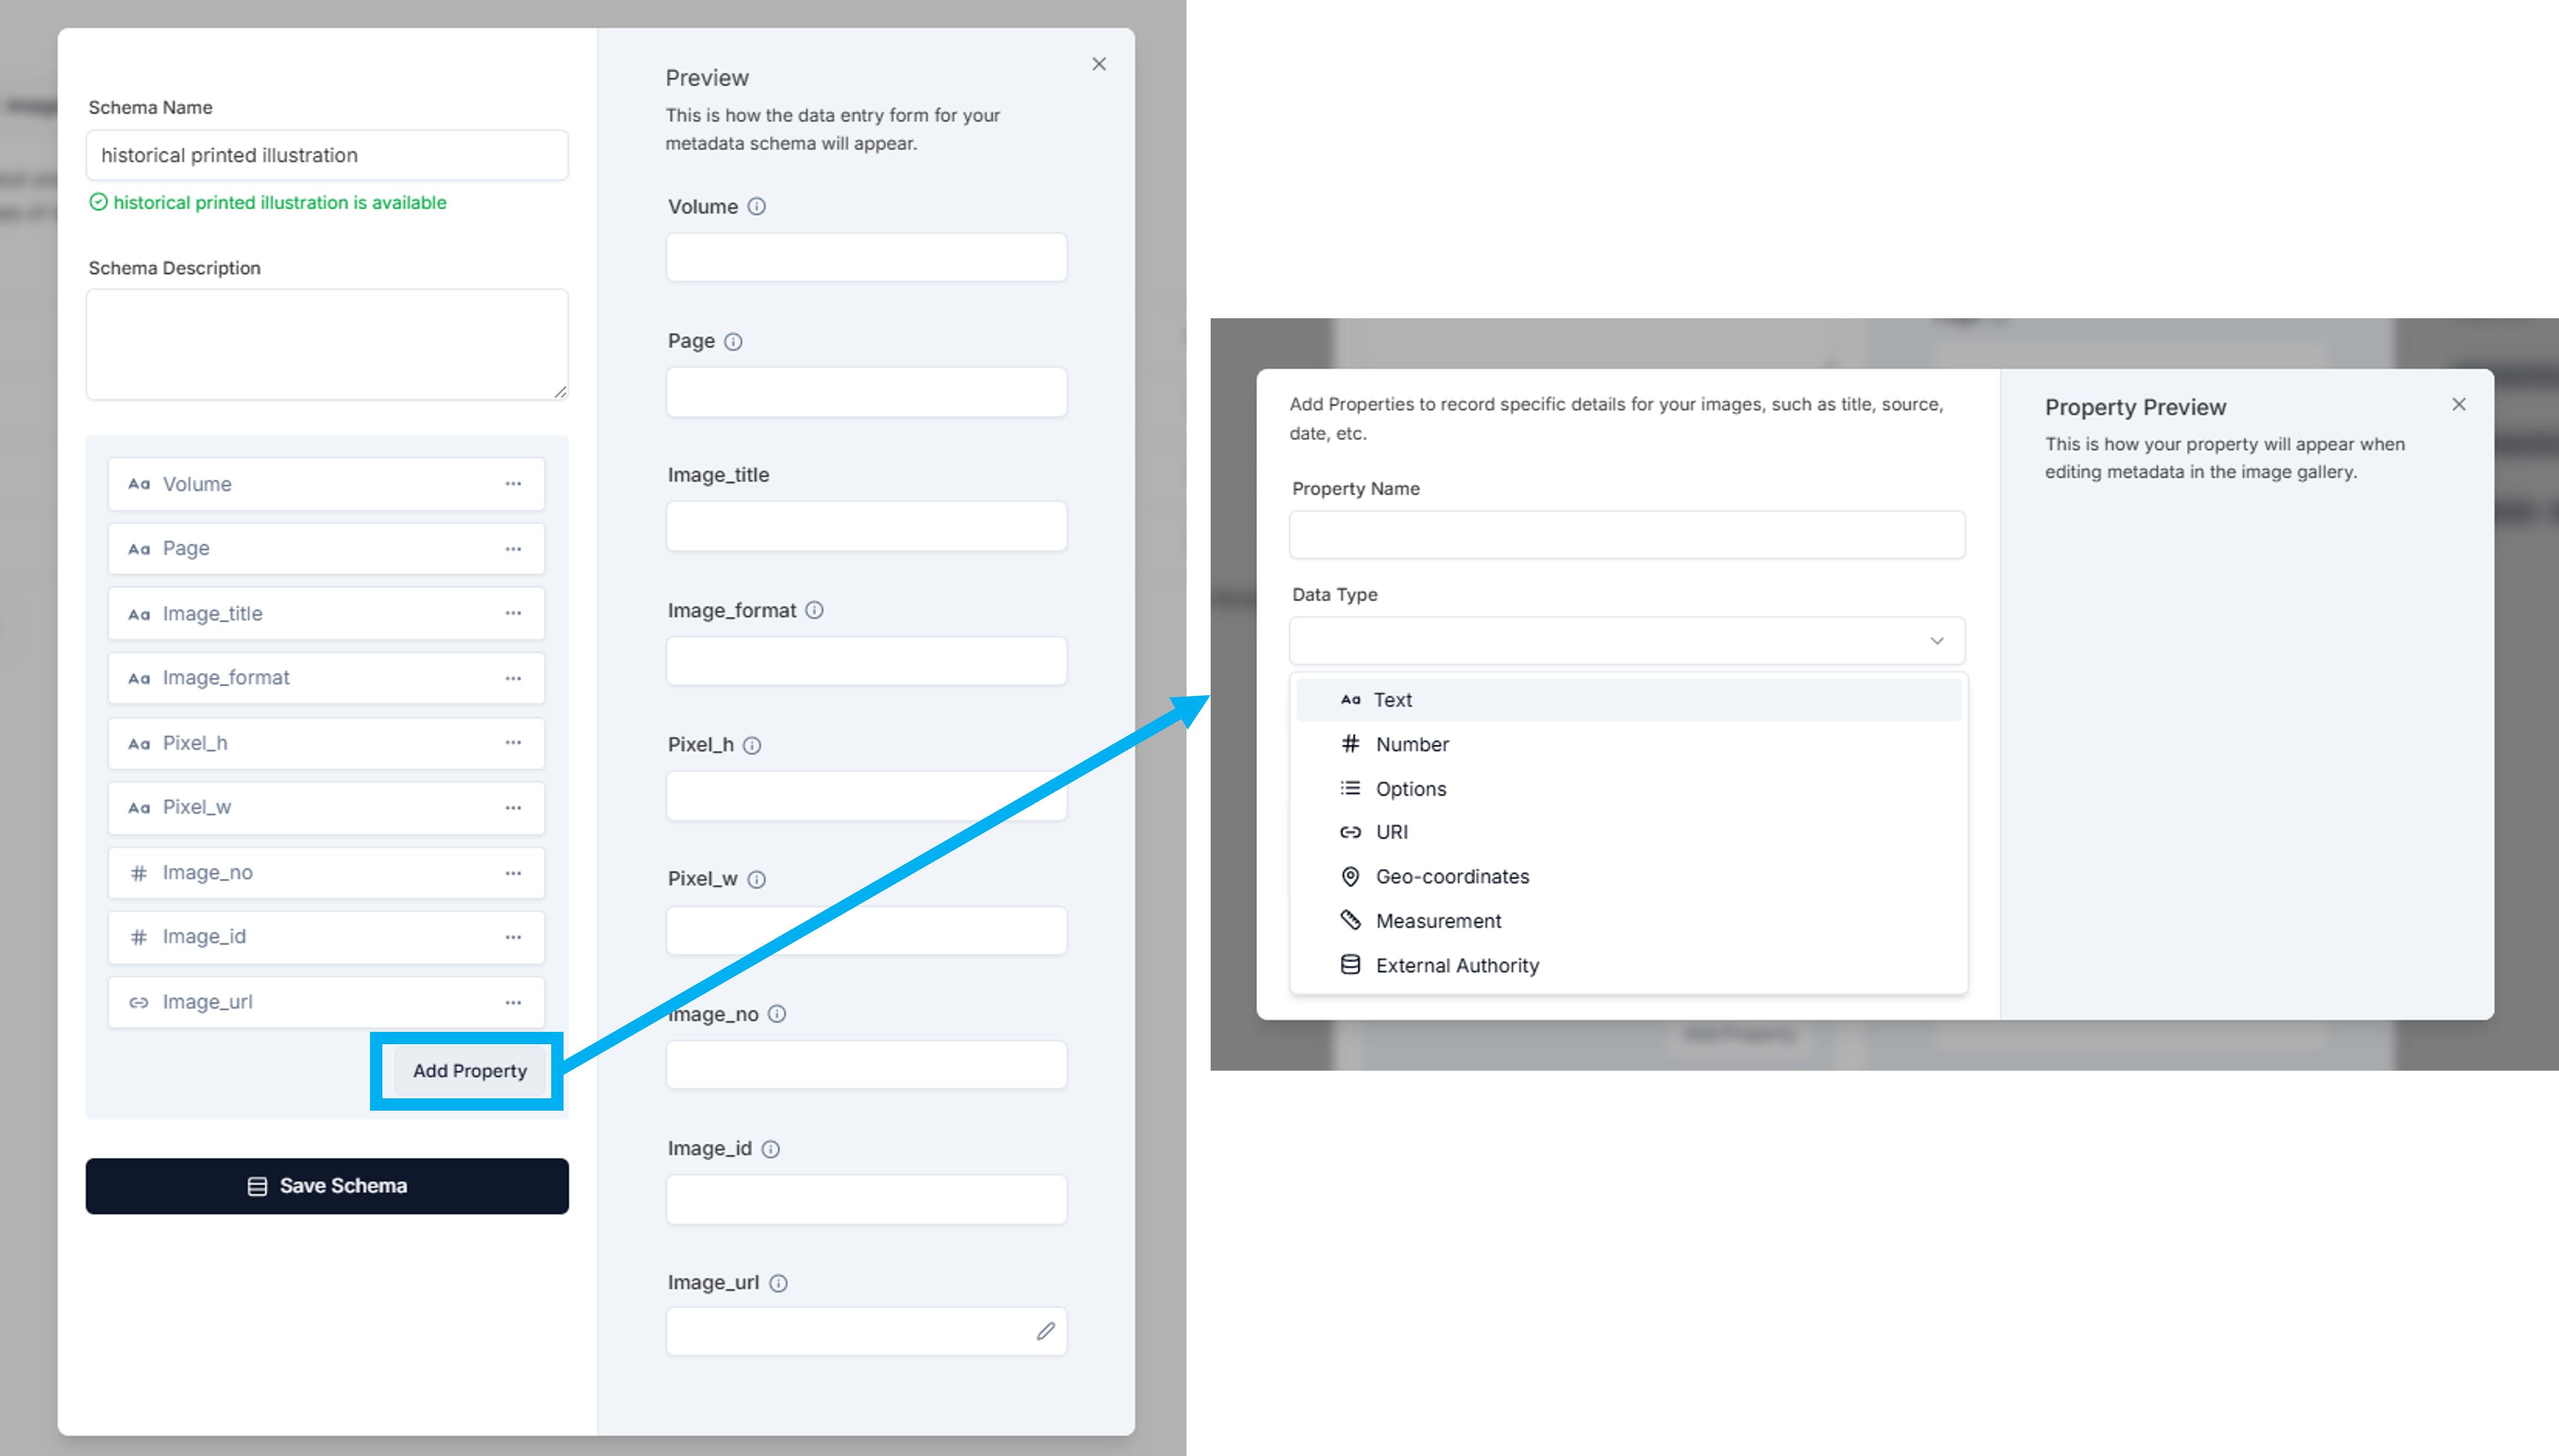 Schema Name
historical printed illustration
historical printed illustration is available
Schema Description
Aa Volume
Aa Page
Aa Image_title
Aa Image_format
Aa Pixel_h
Aa Pixel_w
# Image_no
# Image_id
Image_url
Add Property
Save Schema
Preview
This is how the data entry form for your
metadata schema will appear.
Volume
Page
Image_title
Image_format
Pixel_h
Pixel_w
Image_no
Image_id
Image_url
Add Properties to record specific details for your images, such as title, source,
date, etc.
Property Name
Data Type
Aa Text
# Number
Options
URI
Geo-coordinates
Measurement
External Authority
Property Preview
This is how your property will appear when
editing metadata in the image gallery.
Add Property